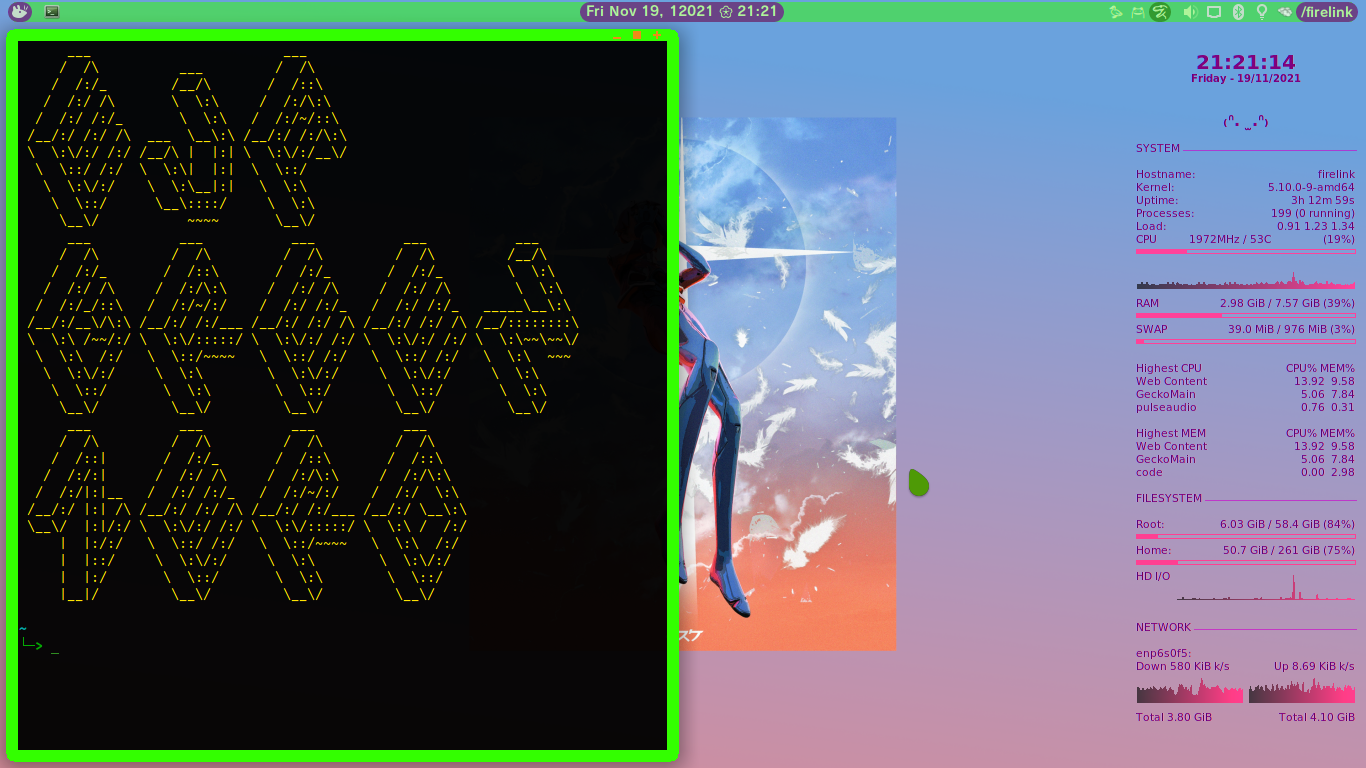 Fri Nov 19, 12021 21:21
/firelink
~
└─> _
21:21:14
Friday - 19/11/2021
SYSTEM
Hostname: firelink
Kernel: 5.10.0-9-amd64
Uptime: 3h 12m 59s
Processes: 199 (0 running)
Load: 0.91 1.23 1.34
CPU 1972MHz / 53C (19%)
RAM 2.98 GiB / 7.57 GiB (39%)
SWAP 39.0 MiB / 976 MiB (3%)
Highest CPU CPU% MEM%
Web Content 13.92 9.58
GeckoMain 5.06 7.84
pulseaudio 0.76 0.31
Highest MEM CPU% MEM%
Web Content 13.92 9.58
GeckoMain 5.06 7.84
code 0.00 2.98
FILESYSTEM
Root: 6.03 GiB / 58.4 GiB (84%)
Home: 50.7 GiB / 261 GiB (75%)
HD I/O
NETWORK
enp6s0f5:
Down 580 KiB k/s Up 8.69 KiB k/s
Total 3.80 GiB Total 4.10 GiB